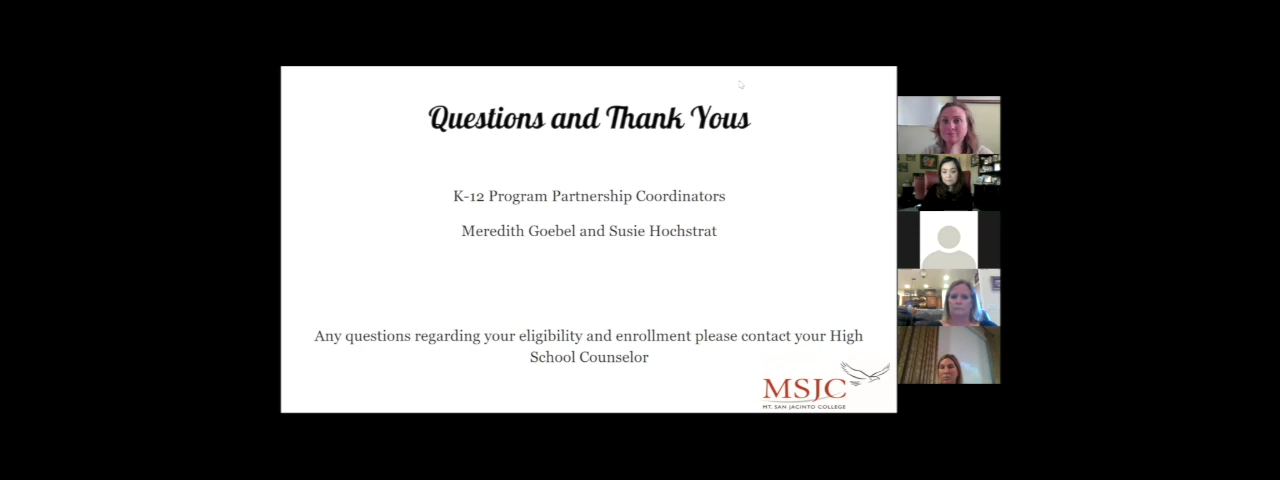 Questions and Thank Yous
K-12 Program Partnership Coordinators
Meredith Goebel and Susie Hochstrat
Any questions regarding your eligibility and enrollment please contact your High
School Counselor
MSJC
MT. SAN JACINTO COLLEGE